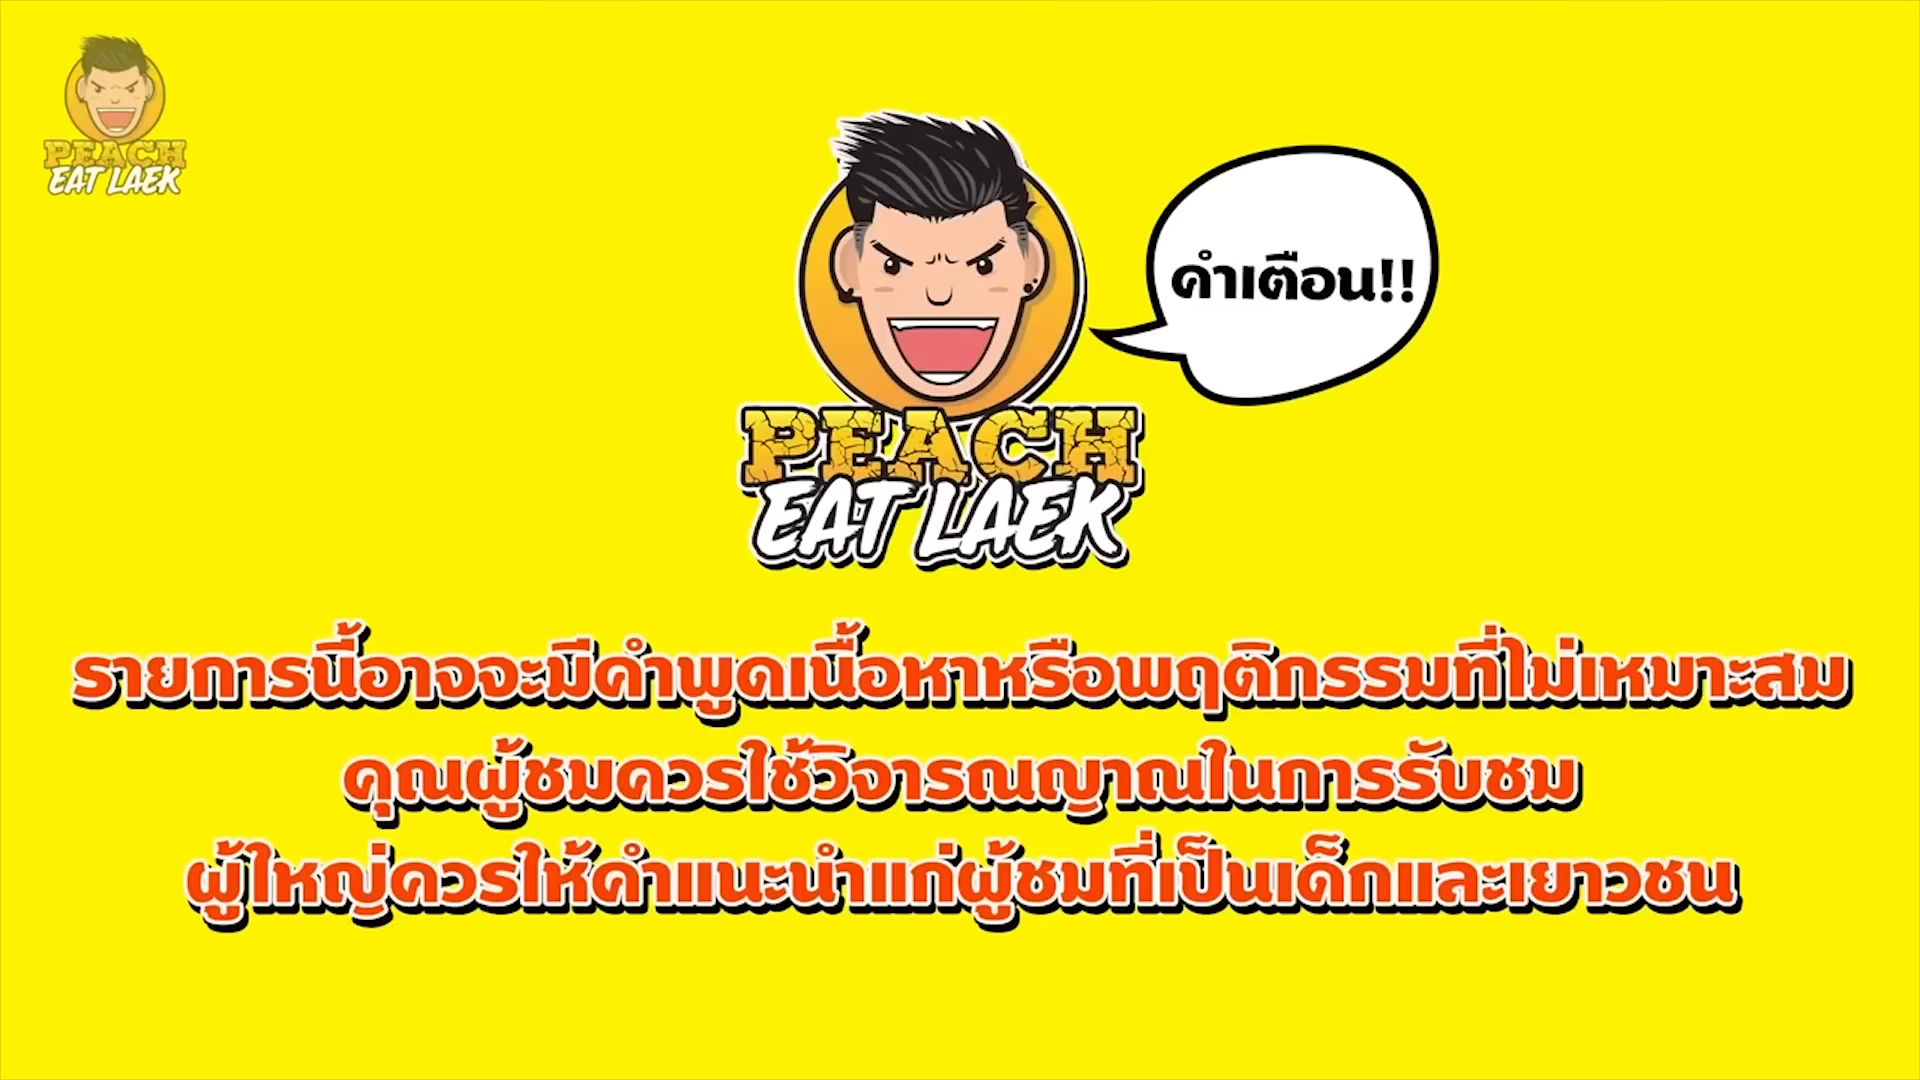 PEACH
EAT LAEK
คำเตือน!!
PEACH
EAT LAEK
รายการนี้อาจจะมีคำพูดเนื้อหาหรือพฤติกรรมที่ไม่เหมาะสม
คุณผู้ชมควรใช้วิจารณญาณในการรับชม
ผู้ใหญ่ควรให้คำแนะนำแก่ผู้ชมที่เป็นเด็กและเยาวชน